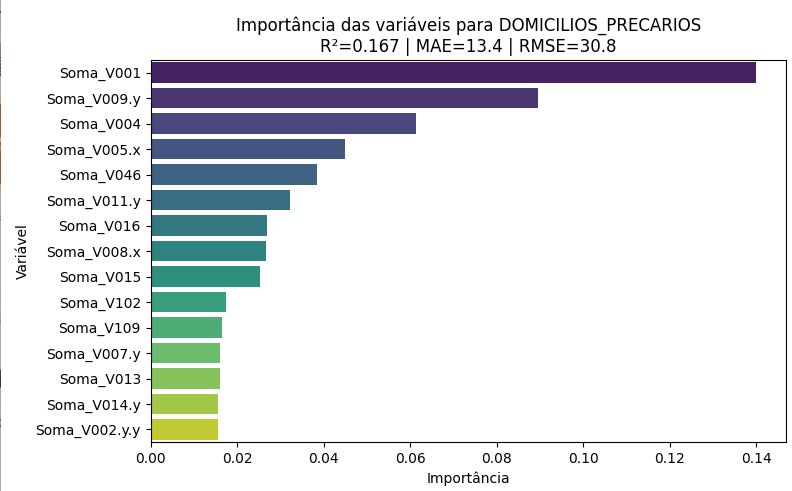 Importância das variáveis para DOMICILIOS_PRECARIOS
R²=0.167 | MAE=13.4 | RMSE=30.8
Variável
Soma_V001
Soma_V009.y
Soma_V004
Soma_V005.x
Soma_V046
Soma_V011.y
Soma_V016
Soma_V008.x
Soma_V015
Soma_V102
Soma_V109
Soma_V007.y
Soma_V013
Soma_V014.y
Soma_V002.y.y
0.00 0.02 0.04 0.06 0.08 0.10 0.12 0.14
Importância